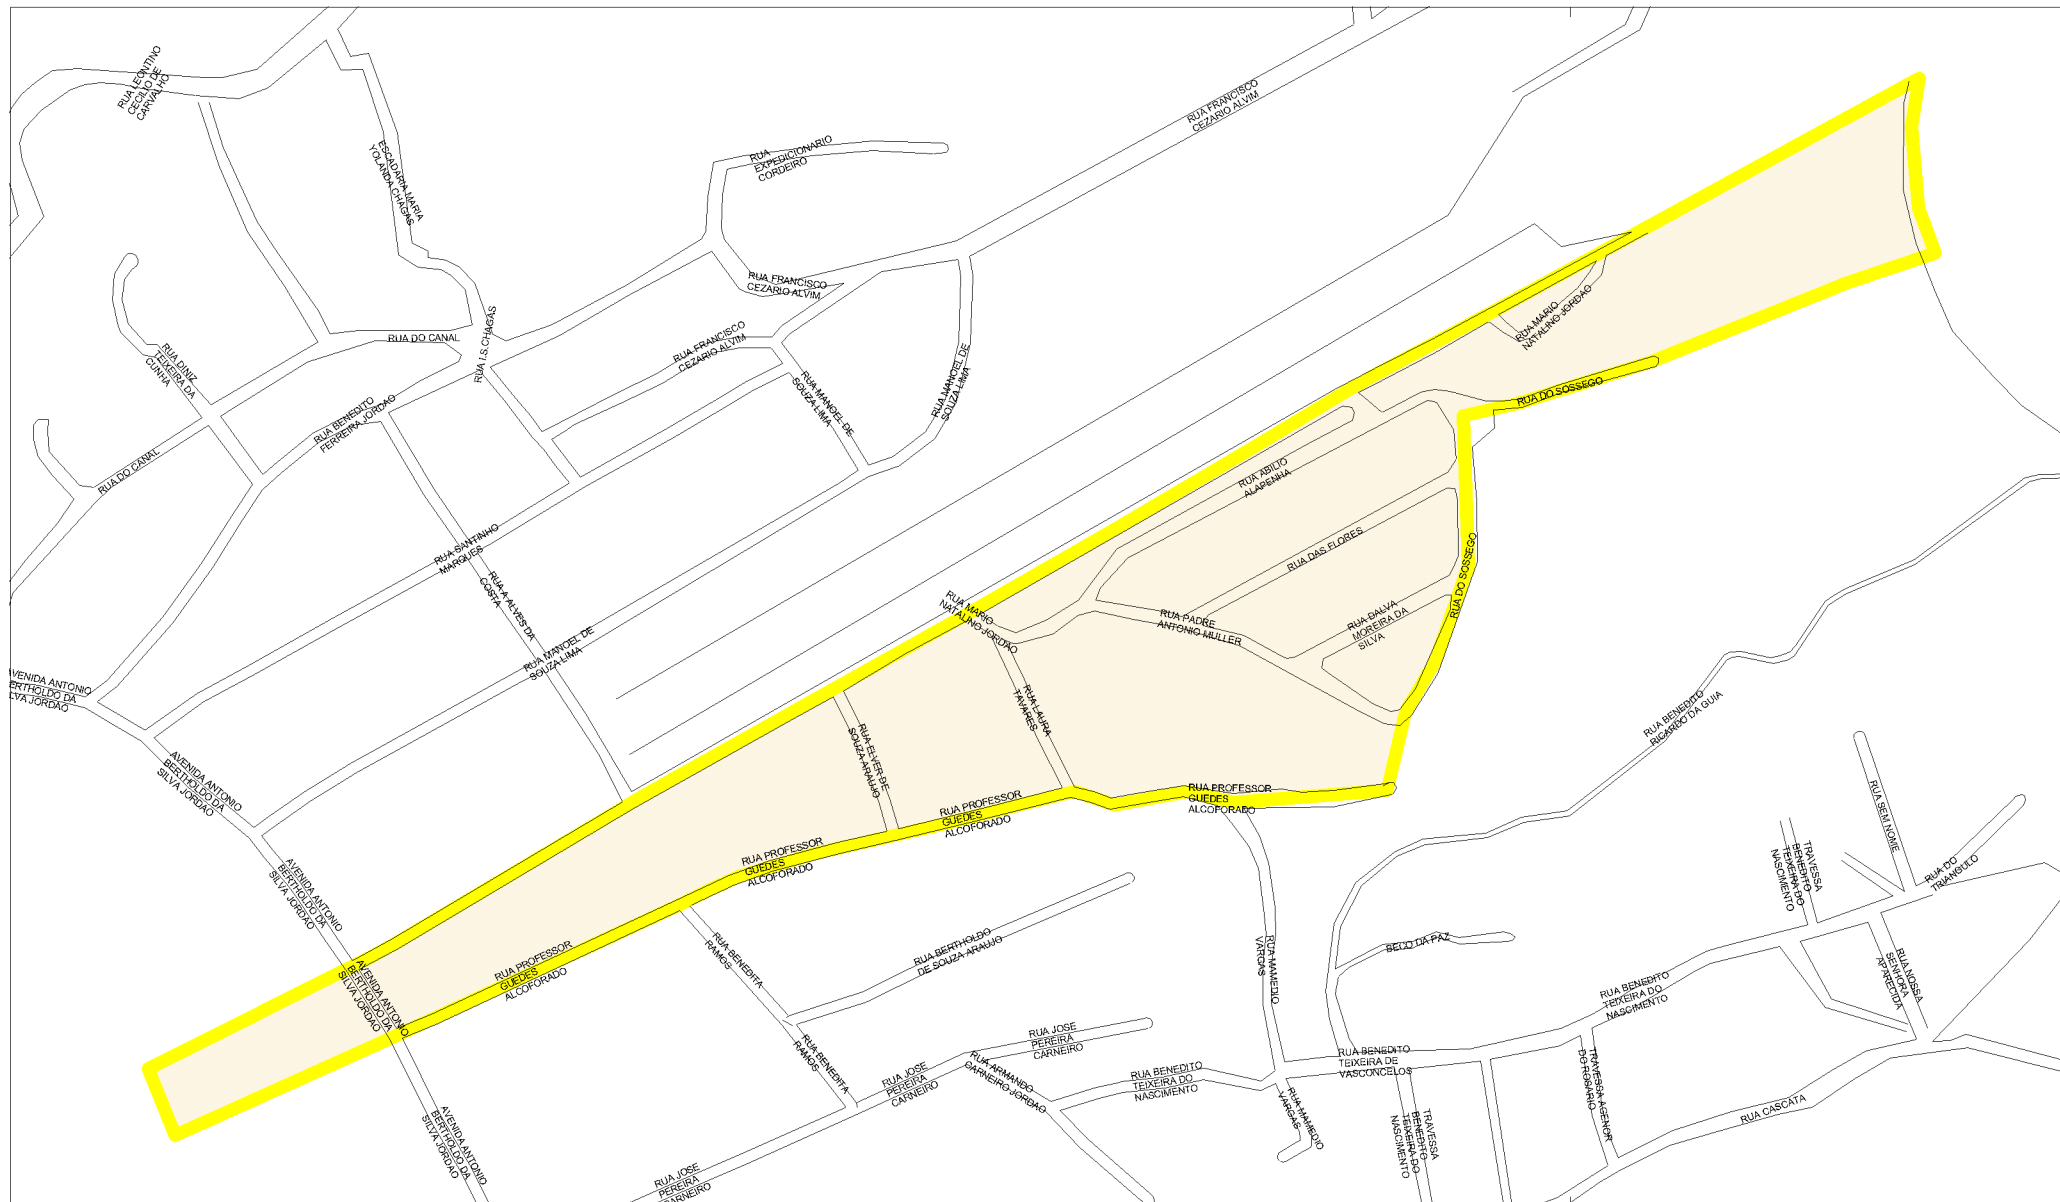 RUA LEONTINO
CECILIO DE
CARVALHO
ESCADARIA MARIA
YOLANDA CHAGAS
RUA
EXPEDICIONARIO
CORDEIRO
RUA FRANCISCO
CEZARIO ALVIM
RUA FRANCISCO
CEZARIO ALVIM
RUA FRANCISCO
CEZARIO ALVIM
RUA I.S.CHAGAS
RUA DO CANAL
RUA DINIZ
TEIXEIRA DA
CUNHA
RUA BENEDITO
FERREIRA JORDAO
RUA DO CANAL
RUA MANOEL DE
SOUZA LIMA
RUA MANOEL DE
SOUZA LIMA
RUA MARIO
NATALINO JORDAO
RUA DO SOSSEGO
RUA ABILIO
ALAPENHA
RUA SANTINHO
MARQUES
RUA A ALVES DA
COSTA
RUA DAS FLORES
RUA DO SOSSEGO
RUA MARIO
NATALINO JORDAO
RUA PADRE
ANTONIO MULLER
RUA DALVA
MOREIRA DA
SILVA
RUA MANOEL DE
SOUZA LIMA
VENIDA ANTONIO
ERTHOLDO DA
LVA JORDAO
RUA LAURA
TAVARES
RUA ELVER DE
SOUZA ARAUJO
RUA BENEDITO
RICARDO DA GUIA
AVENIDA ANTONIO
BERTHOLDO DA
SILVA JORDAO
RUA PROFESSOR
GUEDES
ALCOFORADO
RUA PROFESSOR
GUEDES
ALCOFORADO
RUA PROFESSOR
GUEDES
ALCOFORADO
RUA SEM NOME
RUA DO
TRIANGULO
TRAVESSA
BENEDITO
TEIXEIRA DO
NASCIMENTO
AVENIDA ANTONIO
BERTHOLDO DA
SILVA JORDAO
RUA PROFESSOR
GUEDES
ALCOFORADO
RUA BENEDITA
RAMOS
RUA BERTHOLDO
DE SOUZA ARAUJO
RUA MAMEDIO
VARGAS
BECO DA PAZ
RUA NOSSA
SENHORA
APARECIDA
AVENIDA ANTONIO
BERTHOLDO DA
SILVA JORDAO
RUA BENEDITO
TEIXEIRA DO
NASCIMENTO
RUA BENEDITA
RAMOS
RUA JOSE
PEREIRA
CARNEIRO
RUA JOSE
PEREIRA
CARNEIRO
RUA ARMANDO
CARNEIRO JORDAO
RUA BENEDITO
TEIXEIRA DO
NASCIMENTO
RUA BENEDITO
TEIXEIRA DE
VASCONCELOS
TRAVESSA AGENOR
DO ROSARIO
RUA MAMEDIO
VARGAS
TRAVESSA
BENEDITO
TEIXEIRA DO
NASCIMENTO
RUA CASCATA
AVENIDA ANTONIO
BERTHOLDO DA
SILVA JORDAO
RUA JOSE
PEREIRA
CARNEIRO